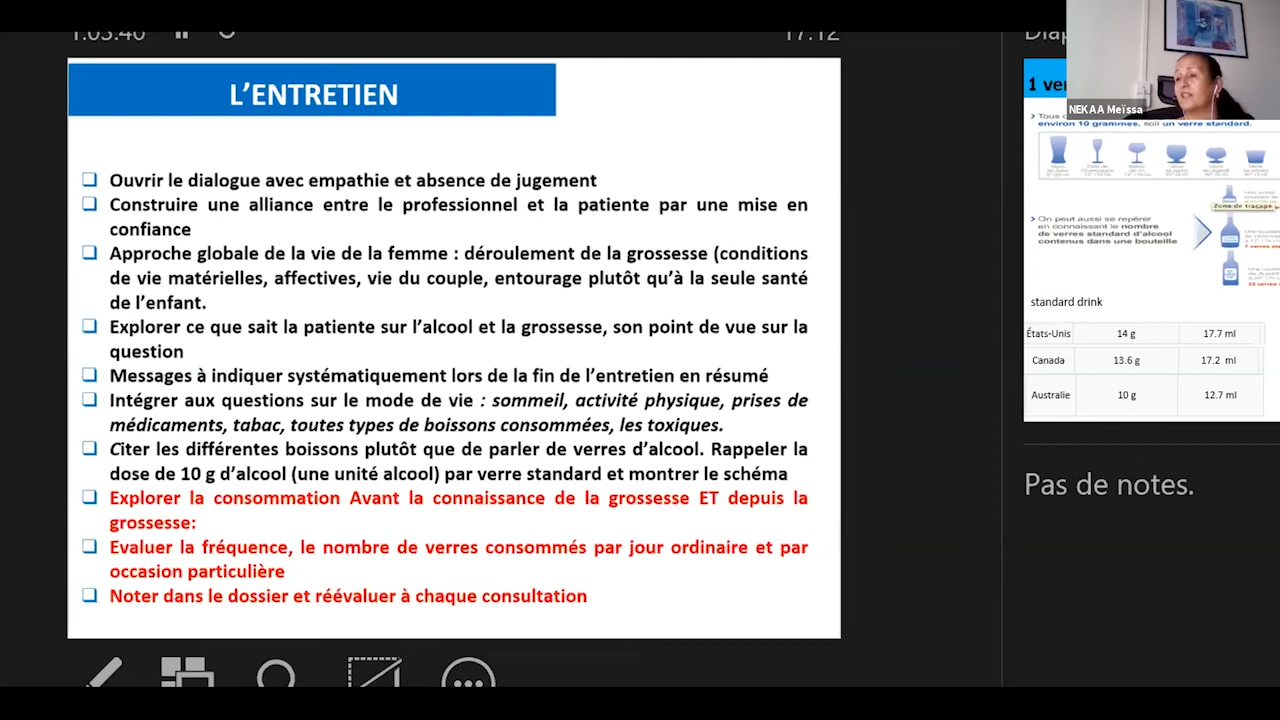 17:12
L'ENTRETIEN
Ouvrir le dialogue avec empathie et absence de jugement
Construire une alliance entre le professionnel et la patiente par une mise en
confiance
Approche globale de la vie de la femme : déroulement de la grossesse (conditions
de vie matérielles, affectives, vie du couple, entourage plutôt qu'à la seule santé
de l'enfant.
Explorer ce que sait la patiente sur l'alcool et la grossesse, son point de vue sur la
question
Messages à indiquer systématiquement lors de la fin de l'entretien en résumé
Intégrer aux questions sur le mode de vie : sommeil, activité physique, prises de
médicaments, tabac, toutes types de boissons consommées, les toxiques.
Citer les différentes boissons plutôt que de parler de verres d'alcool. Rappeler la
dose de 10 g d'alcool (une unité alcool) par verre standard et montrer le schéma
Explorer la consommation Avant la connaissance de la grossesse ET depuis la
grossesse:
Evaluer la fréquence, le nombre de verres consommés par jour ordinaire et par
occasion particulière
Noter dans le dossier et réévaluer à chaque consultation
NEKAA Meïssa
environ 10 grammes, soit un verre standard.
Zone de traçage
On peut aussi se repérer
en connaissant le nombre
de verres standard d'alcool
contenus dans une bouteille
standard drink
États-Unis 14 g 17.7 ml
Canada 13.6 g 17.2 ml
Australie 10 g 12.7 ml
Pas de notes.